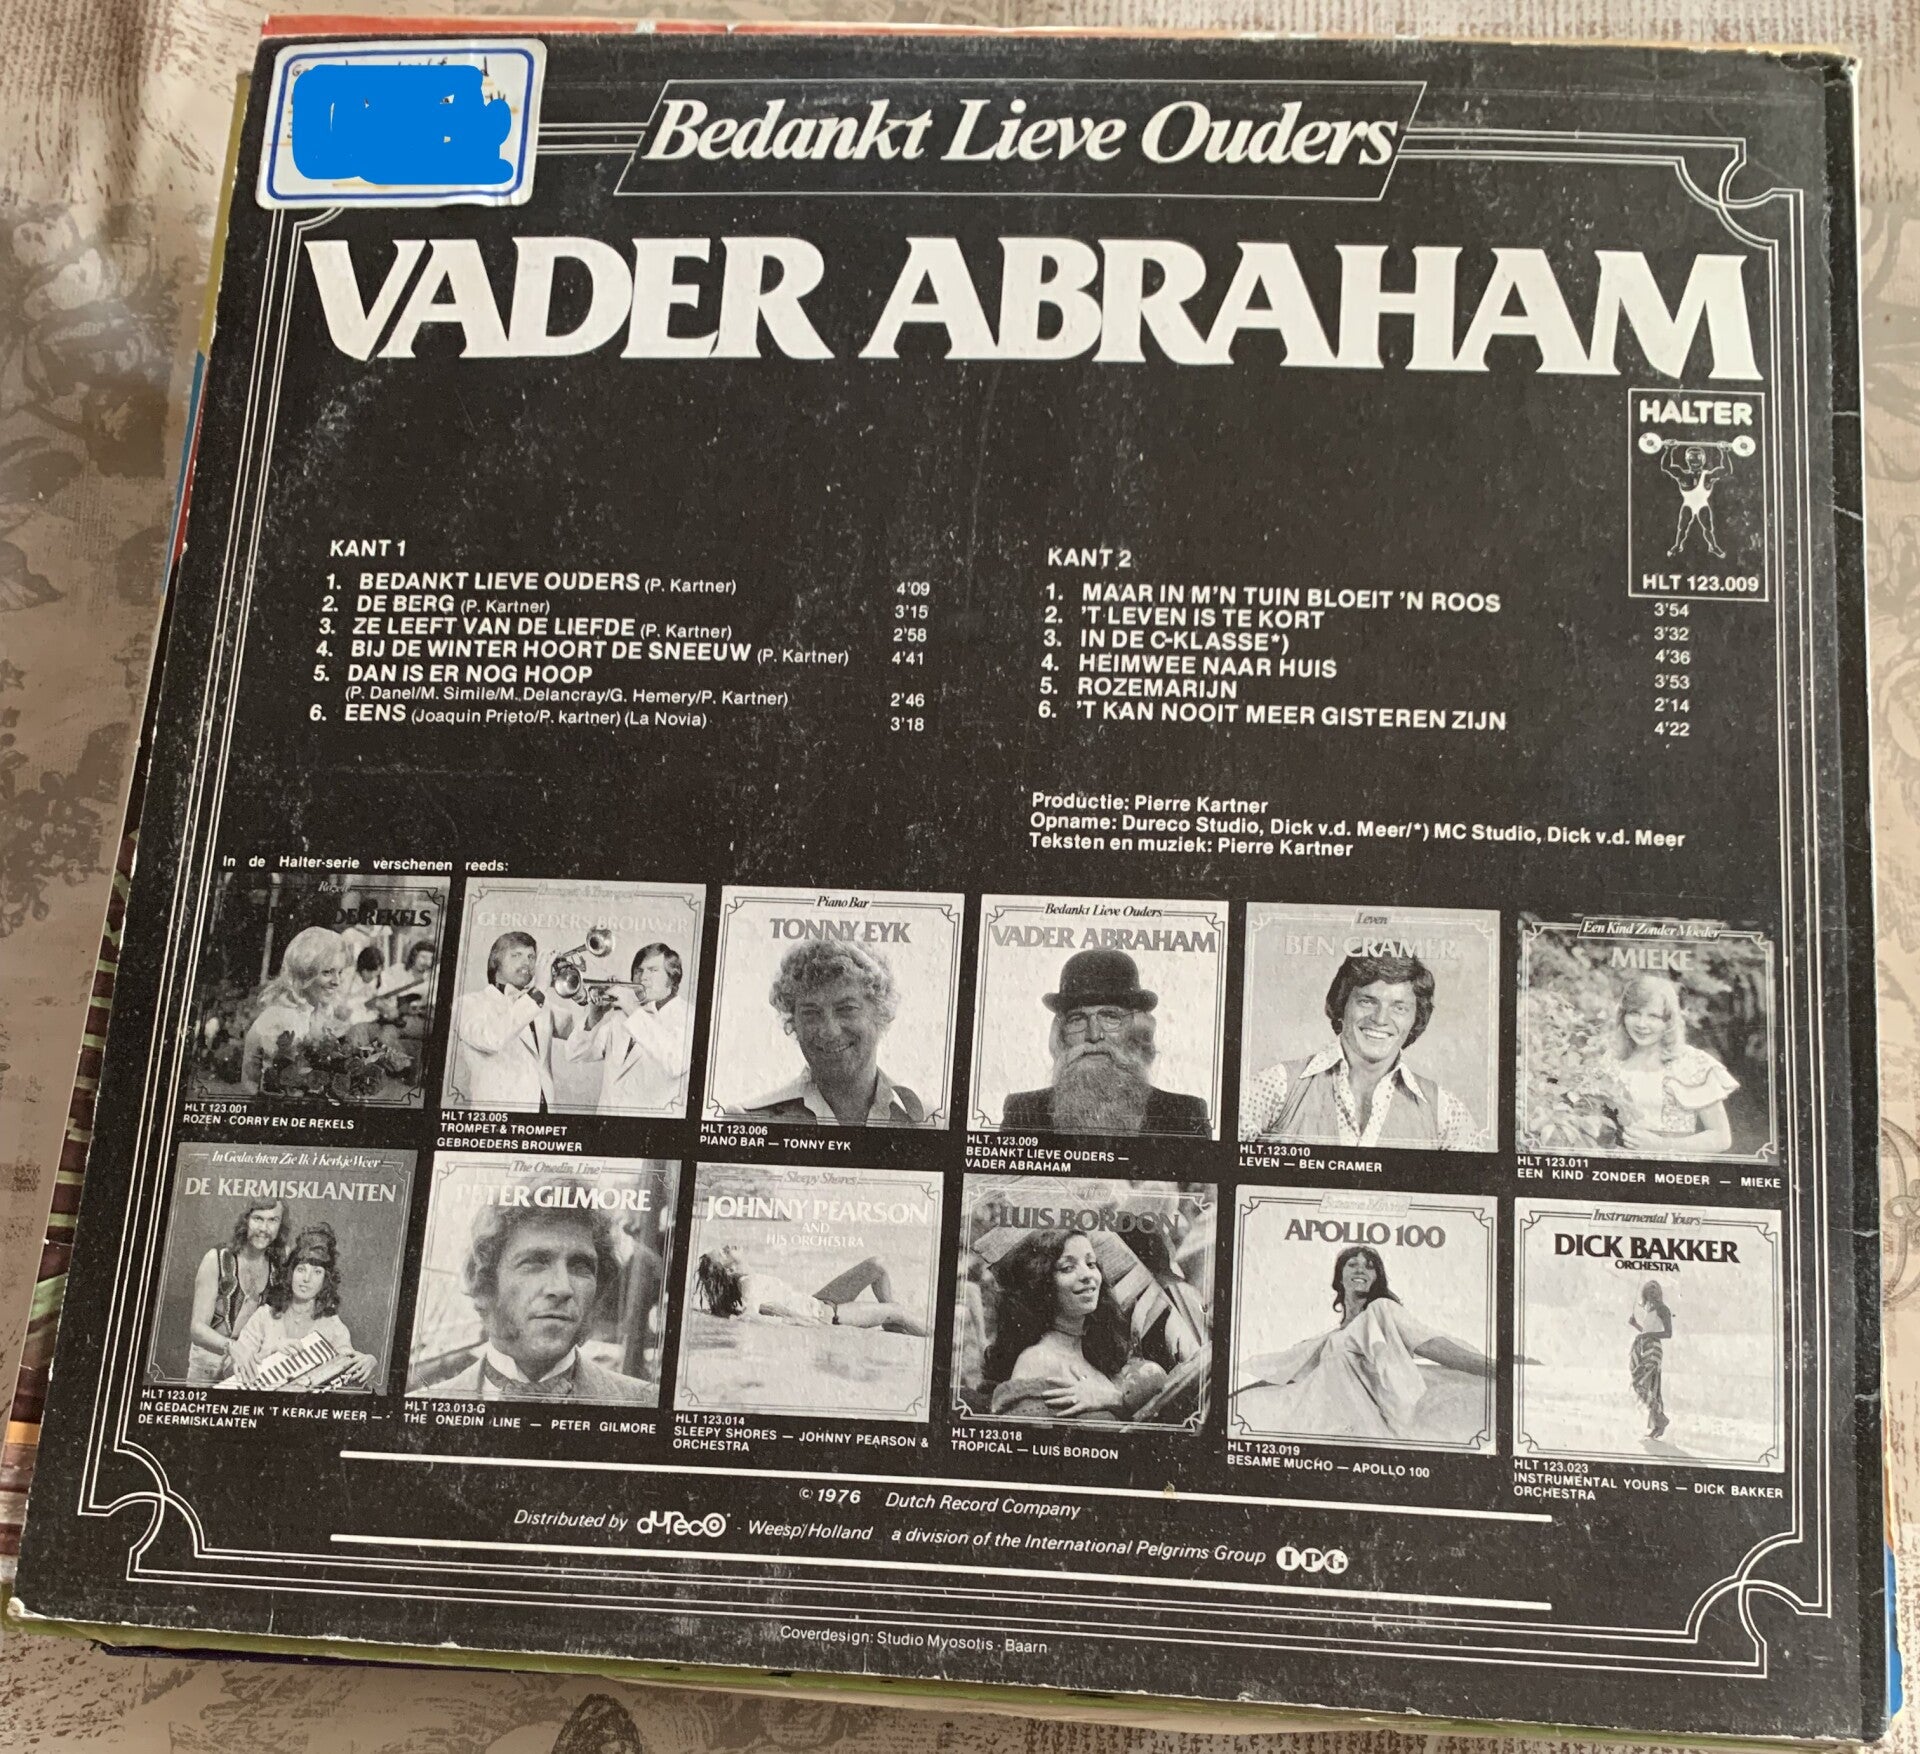 Bedankt Lieve Ouders
VADER ABRAHAM
HALTER
HLT 123.009
KANT 1
1. BEDANKT LIEVE OUDERS (P. Kartner) 4'09
2. DE BERG (P. Kartner) 3'15
3. ZE LEEFT VAN DE LIEFDE (P. Kartner) 2'58
4. BIJ DE WINTER HOORT DE SNEEUW (P. Kartner) 4'41
5. DAN IS ER NOG HOOP
(P. Danel/M. Simile/M. Delancray/G. Hemery/P. Kartner) 2'46
6. EENS (Joaquin Prieto/P. kartner) (La Novia) 3'18
KANT 2
1. MAAR IN M'N TUIN BLOEIT 'N ROOS 3'54
2. 'T LEVEN IS TE KORT 3'32
3. IN DE C-KLASSE*) 4'36
4. HEIMWEE NAAR HUIS 3'53
5. ROZEMARIJN 2'14
6. 'T KAN NOOIT MEER GISTEREN ZIJN 4'22
Productie: Pierre Kartner
Opname: Dureco Studio, Dick v.d. Meer/*) MC Studio, Dick v.d. Meer
Teksten en muziek: Pierre Kartner
In de Halter-serie verschenen reeds:
Rozen
DE REKELS
HLT 123.001
ROZEN - CORRY EN DE REKELS
Trompet & Trompet
GEBROEDERS BROUWER
HLT 123.005
TROMPET & TROMPET
GEBROEDERS BROUWER
Piano Bar
TONNY EYK
HLT 123.006
PIANO BAR — TONNY EYK
Bedankt Lieve Ouders
VADER ABRAHAM
HLT. 123.009
BEDANKT LIEVE OUDERS —
VADER ABRAHAM
Leven
BEN CRAMER
HLT.123.010
LEVEN — BEN CRAMER
Een Kind Zonder Moeder
MIEKE
HLT 123.011
EEN KIND ZONDER MOEDER — MIEKE
In Gedachten Zie Ik 't Kerkje Weer
DE KERMISKLANTEN
HLT 123.012
IN GEDACHTEN ZIE IK 'T KERKJE WEER —
DE KERMISKLANTEN
The Onedin Line
PETER GILMORE
HLT 123.013-G
THE ONEDIN LINE — PETER GILMORE
Sleepy Shores
JOHNNY PEARSON
AND
HIS ORCHESTRA
HLT 123.014
SLEEPY SHORES — JOHNNY PEARSON &
ORCHESTRA
LUIS BORDON
HLT 123.018
TROPICAL — LUIS BORDON
APOLLO 100
HLT 123.019
BESAME MUCHO — APOLLO 100
Instrumental Yours
DICK BAKKER
ORCHESTRA
HLT 123.023
INSTRUMENTAL YOURS — DICK BAKKER
ORCHESTRA
© 1976 Dutch Record Company
Distributed by dureco - Weesp/Holland a division of the International Pelgrims Group IPG
Coverdesign: Studio Myosotis - Baarn